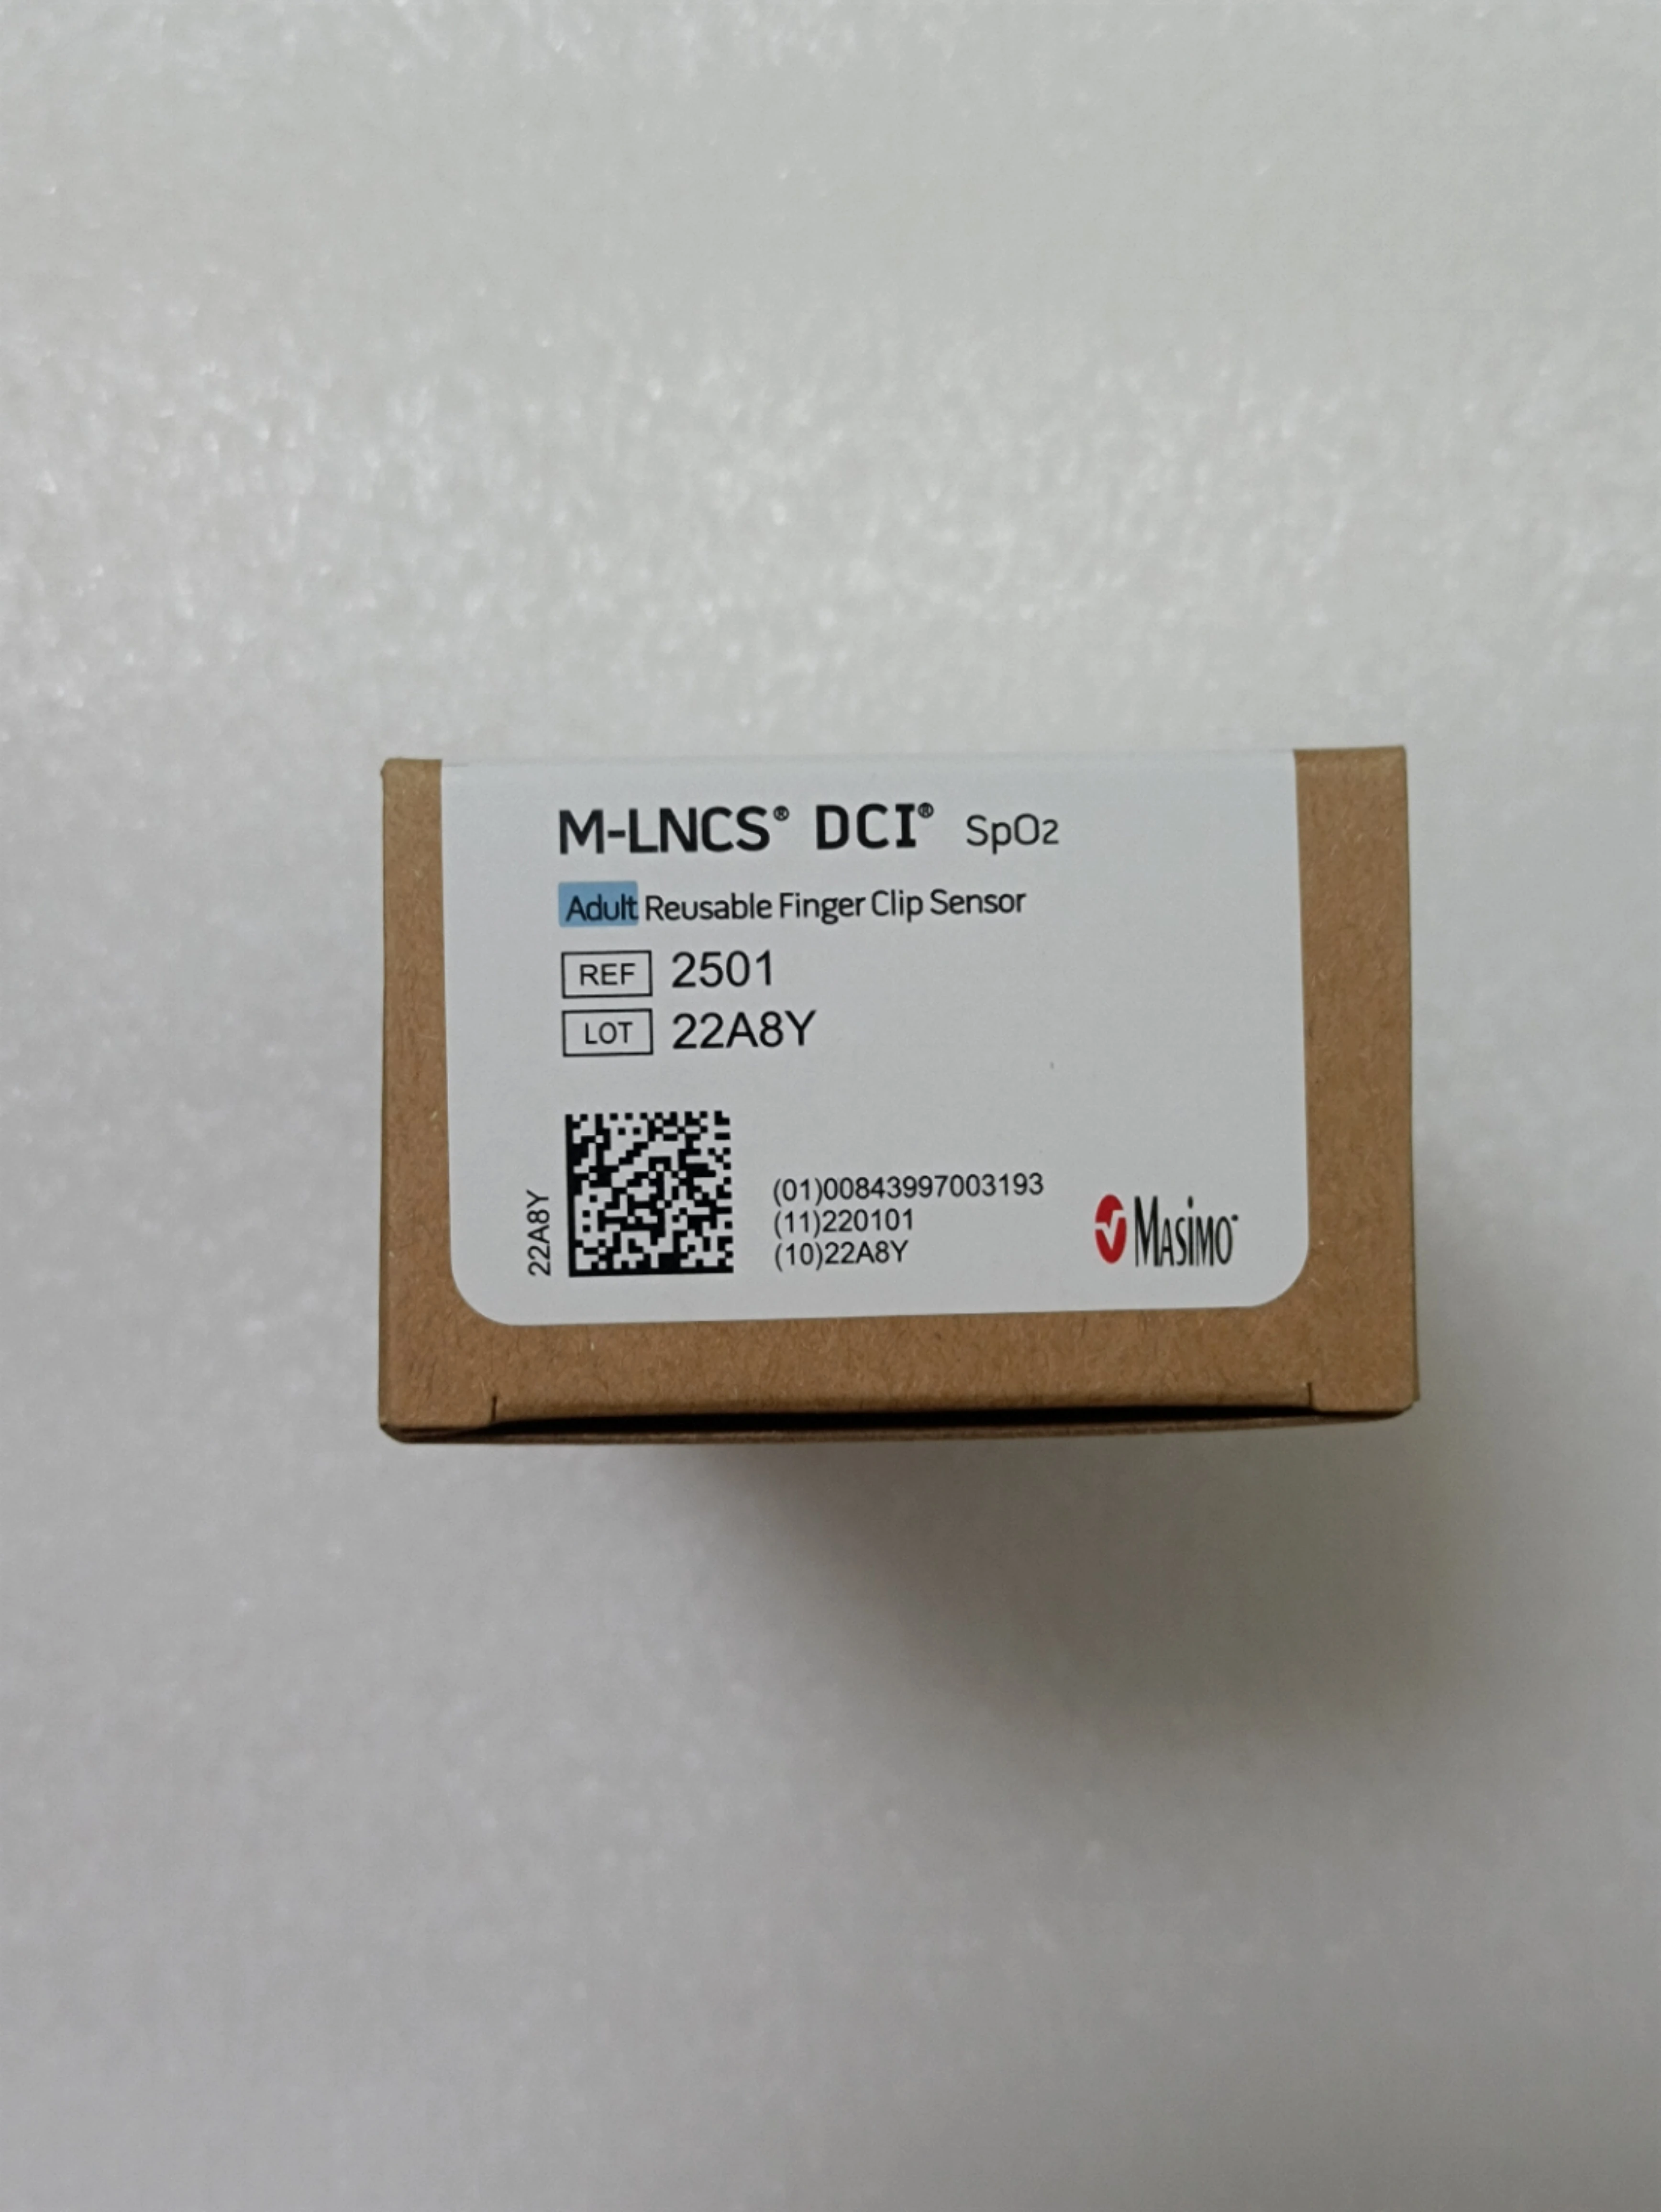 M-LNCS® DCI® SpO2
Adult Reusable Finger Clip Sensor
REF 2501
LOT 22A8Y
22A8Y
(01)00843997003193
(11)220101
(10)22A8Y
Masimo